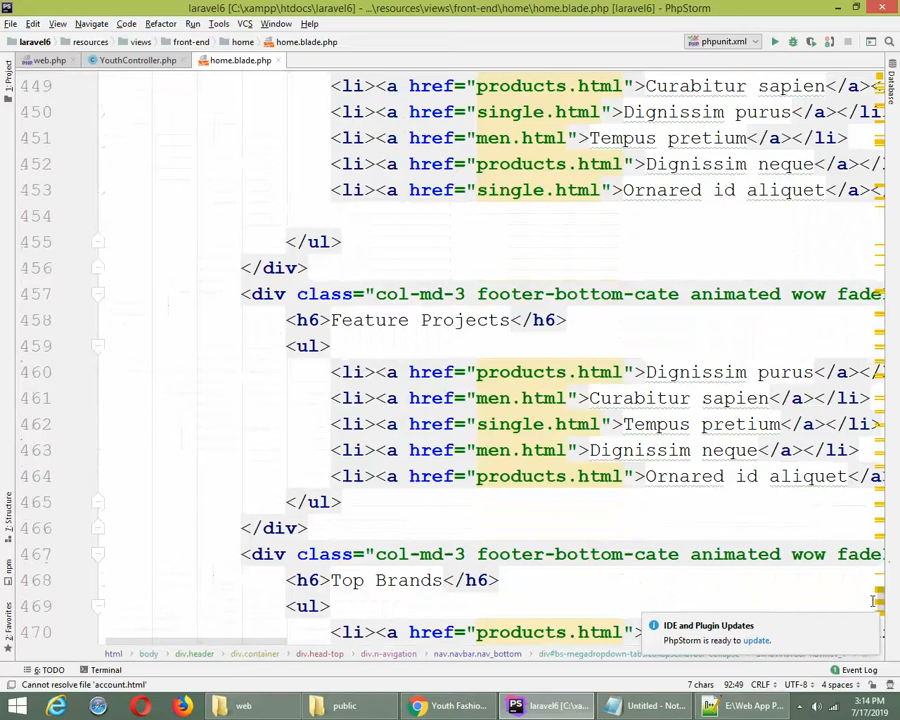 laravel6 [C:\xampp\htdocs\laravel6] - ...\resources\views\front-end\home\home.blade.php [laravel6] - PhpStorm
File Edit View Navigate Code Refactor Run Tools VCS Window Help
laravel6 resources views front-end home home.blade.php phpunit.xml
web.php YouthController.php home.blade.php
449 <li><a href="products.html">Curabitur sapien</a><
450 <li><a href="single.html">Dignissim purus</a></li
451 <li><a href="men.html">Tempus pretium</a></li>
452 <li><a href="products.html">Dignissim neque</a></
453 <li><a href="single.html">Ornared id aliquet</a><
454
455 </ul>
456 </div>
457 <div class="col-md-3 footer-bottom-cate animated wow fade
458 <h6>Feature Projects</h6>
459 <ul>
460 <li><a href="products.html">Dignissim purus</a></
461 <li><a href="men.html">Curabitur sapien</a></li>
462 <li><a href="single.html">Tempus pretium</a></li>
463 <li><a href="men.html">Dignissim neque</a></li>
464 <li><a href="products.html">Ornared id aliquet</a
465 </ul>
466 </div>
467 <div class="col-md-3 footer-bottom-cate animated wow fade
468 <h6>Top Brands</h6>
469 <ul>
470 <li><a href="products.html">
1: Project
7: Structure
npm
2: Favorites
Database
IDE and Plugin Updates
PhpStorm is ready to update.
html body div.header div.container div.head-top div.n-avigation nav.navbar.nav_bottom
6: TODO Terminal Event Log
Cannot resolve file 'account.html' 7 chars 92:49 CRLF UTF-8 4 spaces
web public Youth Fashio... laravel6 [C:\xa... Untitled - Not... E:\Web App P... 3:14 PM
7/17/2019